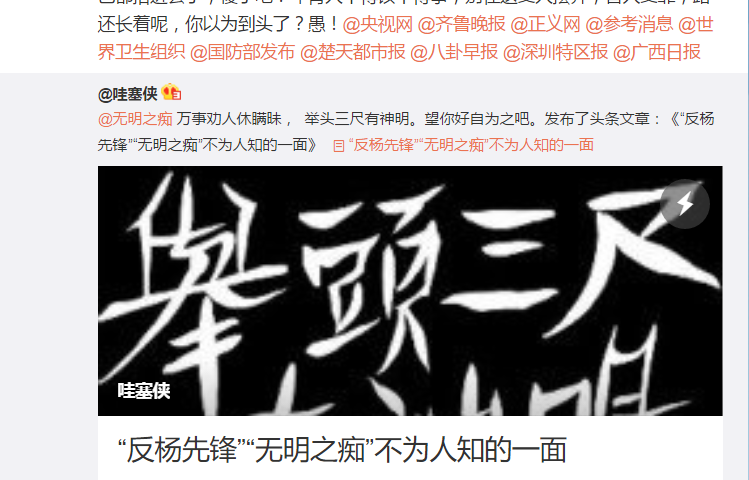 还长着呢，你以为到头了？愚！@央视网 @齐鲁晚报 @正义网 @参考消息 @世
界卫生组织 @国防部发布 @楚天都市报 @八卦早报 @深圳特区报 @广西日报
@哇塞侠
@无明之痴 万事劝人休瞒昧， 举头三尺有神明。望你好自为之吧。发布了头条文章：《“反杨
先锋”“无明之痴”不为人知的一面》 “反杨先锋”“无明之痴”不为人知的一面
舉頭三尺
哇塞侠
“反杨先锋”“无明之痴”不为人知的一面